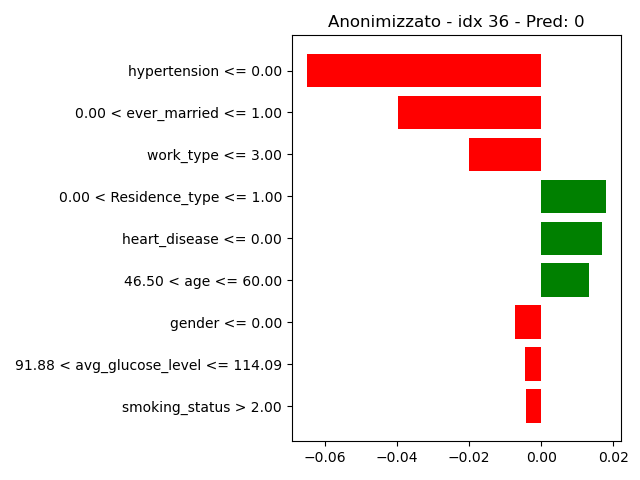 Anonimizzato - idx 36 - Pred: 0
hypertension <= 0.00
0.00 < ever_married <= 1.00
work_type <= 3.00
0.00 < Residence_type <= 1.00
heart_disease <= 0.00
46.50 < age <= 60.00
gender <= 0.00
91.88 < avg_glucose_level <= 114.09
smoking_status > 2.00
−0.06 −0.04 −0.02 0.00 0.02